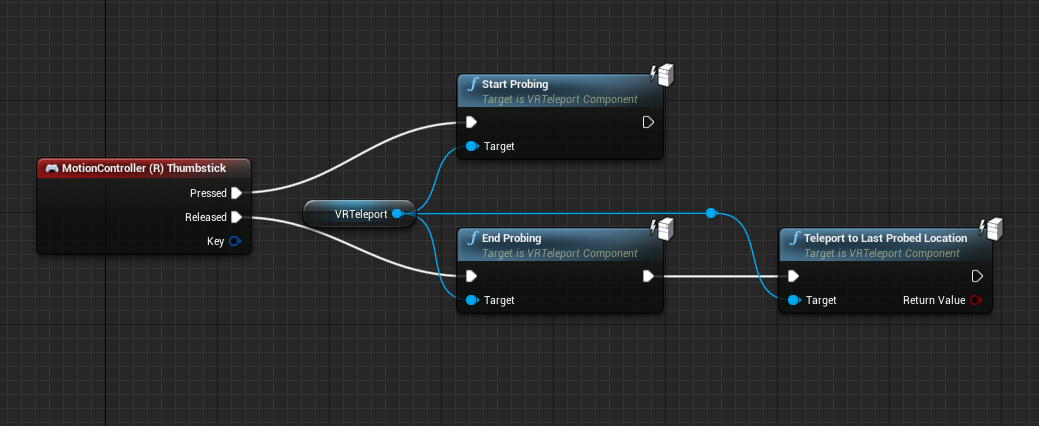 MotionController (R) Thumbstick
Pressed
Released
Key
VRTeleport
Start Probing
Target is VRTeleport Component
Target
End Probing
Target is VRTeleport Component
Target
Teleport to Last Probed Location
Target is VRTeleport Component
Target
Return Value